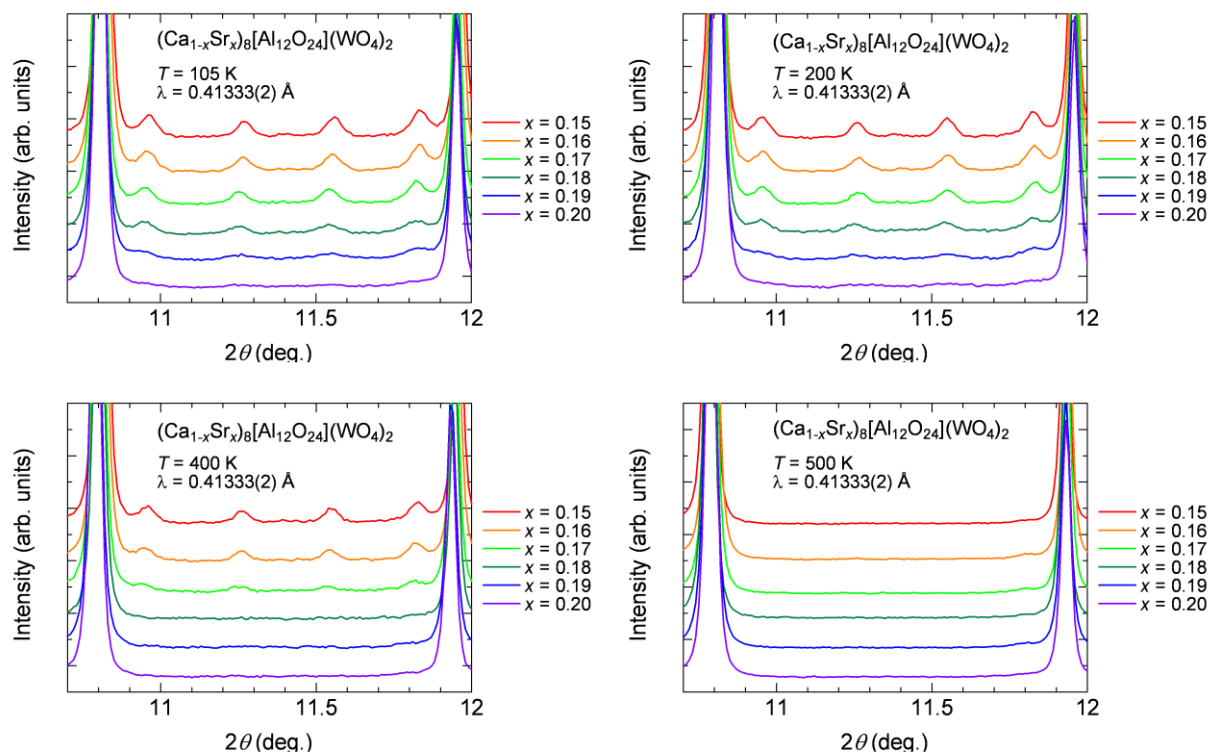 (Ca1-xSrx)8[Al12O24](WO4)2
T = 105 K
λ = 0.41333(2) Å
Intensity (arb. units)
x = 0.15
x = 0.16
x = 0.17
x = 0.18
x = 0.19
x = 0.20
11 11.5 12
2θ (deg.)
(Ca1-xSrx)8[Al12O24](WO4)2
T = 200 K
λ = 0.41333(2) Å
Intensity (arb. units)
x = 0.15
x = 0.16
x = 0.17
x = 0.18
x = 0.19
x = 0.20
11 11.5 12
2θ (deg.)
(Ca1-xSrx)8[Al12O24](WO4)2
T = 400 K
λ = 0.41333(2) Å
Intensity (arb. units)
x = 0.15
x = 0.16
x = 0.17
x = 0.18
x = 0.19
x = 0.20
11 11.5 12
2θ (deg.)
(Ca1-xSrx)8[Al12O24](WO4)2
T = 500 K
λ = 0.41333(2) Å
Intensity (arb. units)
x = 0.15
x = 0.16
x = 0.17
x = 0.18
x = 0.19
x = 0.20
11 11.5 12
2θ (deg.)